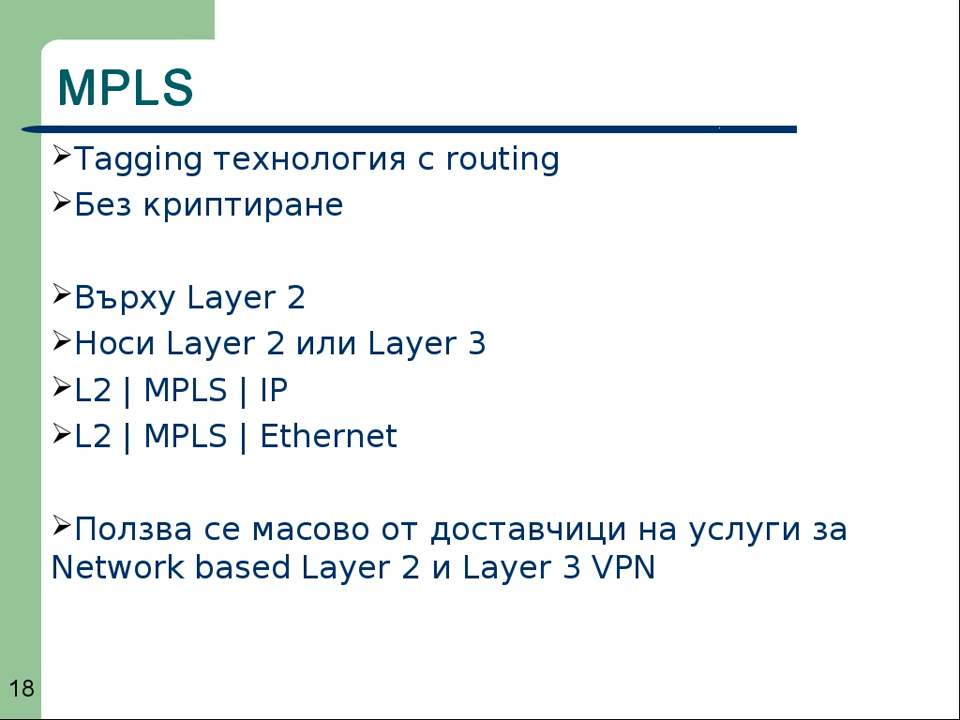 MPLS
➢Tagging технология с routing
➢Без криптиране
➢Върху Layer 2
➢Носи Layer 2 или Layer 3
➢L2 | MPLS | IP
➢L2 | MPLS | Ethernet
➢Ползва се масово от доставчици на услуги за
Network based Layer 2 и Layer 3 VPN
18